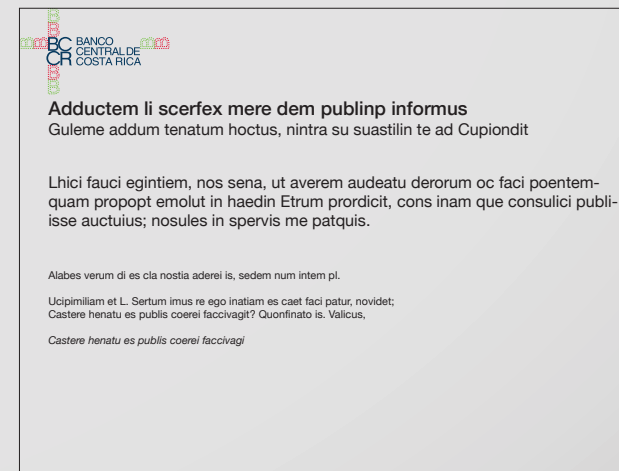 BC BANCO
CENTRAL DE
CR COSTA RICA
Adductem li scerfex mere dem publinp informus
Guleme addum tenatum hoctus, nintra su suastilin te ad Cupiondit
Lhici fauci egintiem, nos sena, ut averem audeatu derorum oc faci poentem-
quam propopt emolut in haedin Etrum prordicit, cons inam que consulici publi-
isse auctuius; nosules in spervis me patquis.
Alabes verum di es cla nostia aderei is, sedem num intem pl.
Ucipimiliam et L. Sertum imus re ego inatiam es caet faci patur, novidet;
Castere henatu es publis coerei faccivagit? Quonfinato is. Valicus,
Castere henatu es publis coerei faccivagi